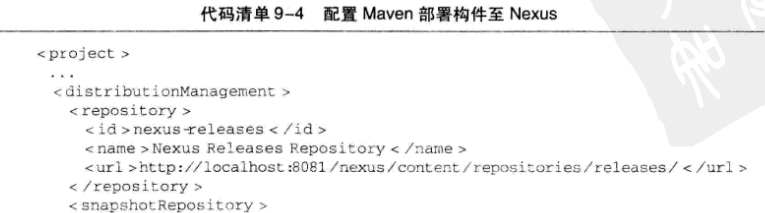 代码清单 9-4 配置 Maven 部署构件至 Nexus
<project>
...
<distributionManagement>
<repository>
<id>nexus-releases</id>
<name>Nexus Releases Repository</name>
<url>http://localhost:8081/nexus/content/repositories/releases/</url>
</repository>
<snapshotRepository>